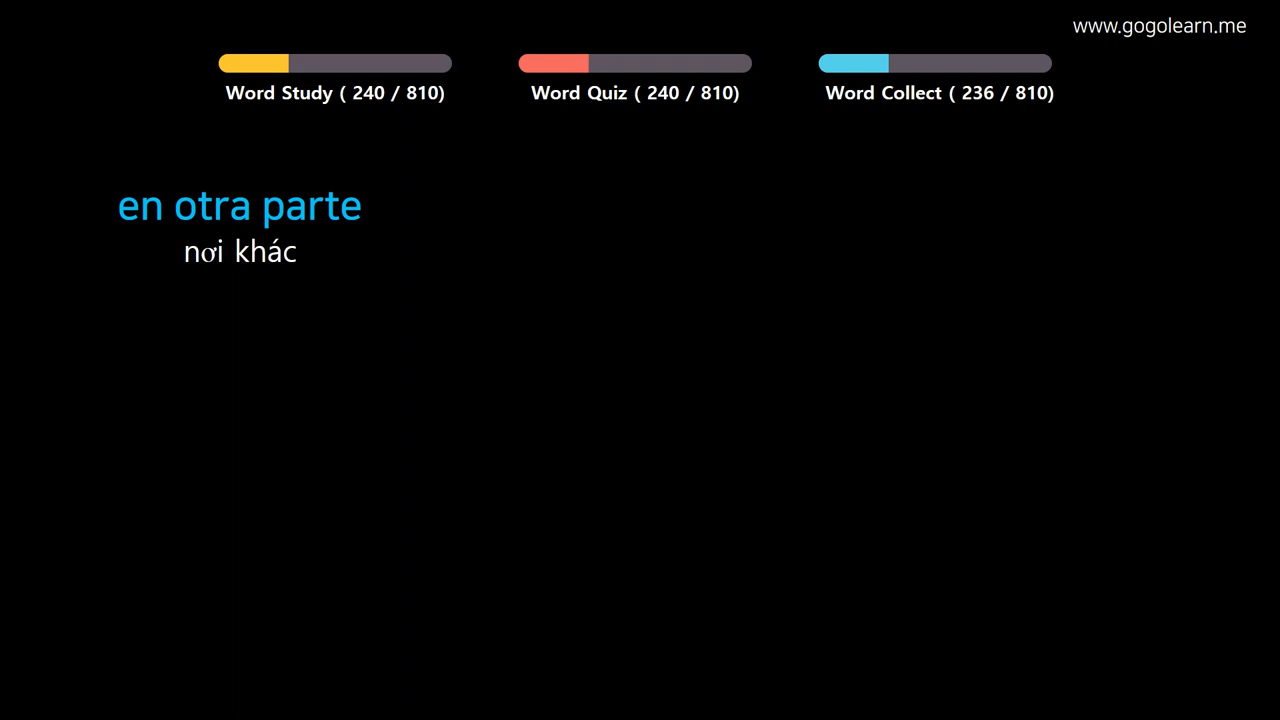 www.gogolearn.me
Word Study ( 240 / 810)
Word Quiz ( 240 / 810)
Word Collect ( 236 / 810)
en otra parte
nơi khác